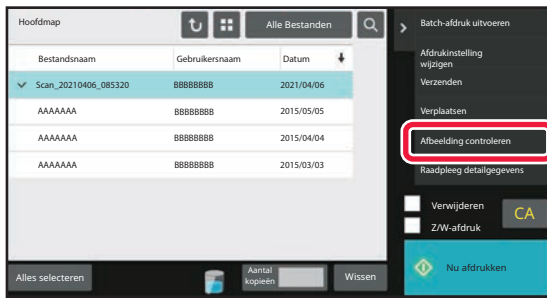 Hoofdmap
Alle Bestanden
Bestandsnaam Gebruikersnaam Datum
Scan_20210406_085320 BBBBBBBB 2021/04/06
AAAAAAA BBBBBBBB 2015/05/05
AAAAAAA BBBBBBBB 2015/04/04
AAAAAAA BBBBBBBB 2015/03/03
Alles selecteren
Aantal
kopieën
Wissen
Batch-afdruk uitvoeren
Afdrukinstelling
wijzigen
Verzenden
Verplaatsen
Afbeelding controleren
Raadpleeg detailgegevens
Verwijderen
Z/W-afdruk
CA
Nu afdrukken